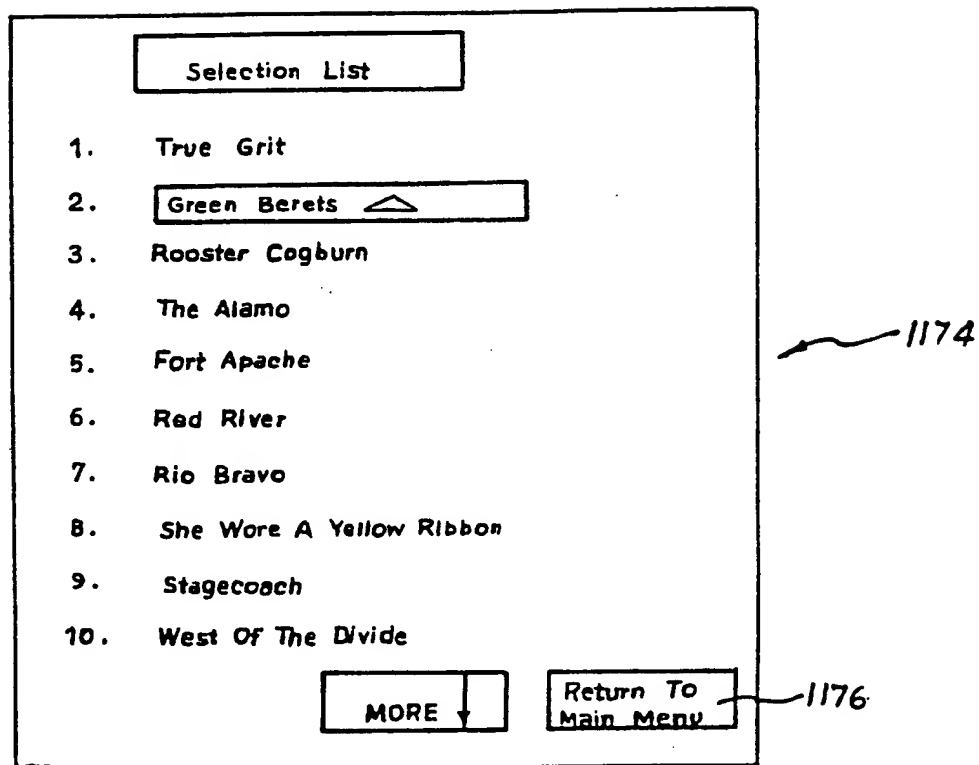 Selection List
1. True Grit
2. Green Berets
3. Rooster Cogburn
4. The Alamo
5. Fort Apache
6. Red River
7. Rio Bravo
8. She Wore A Yellow Ribbon
9. Stagecoach
10. West Of The Divide
1174
MORE
Return To
Main Menu
1176